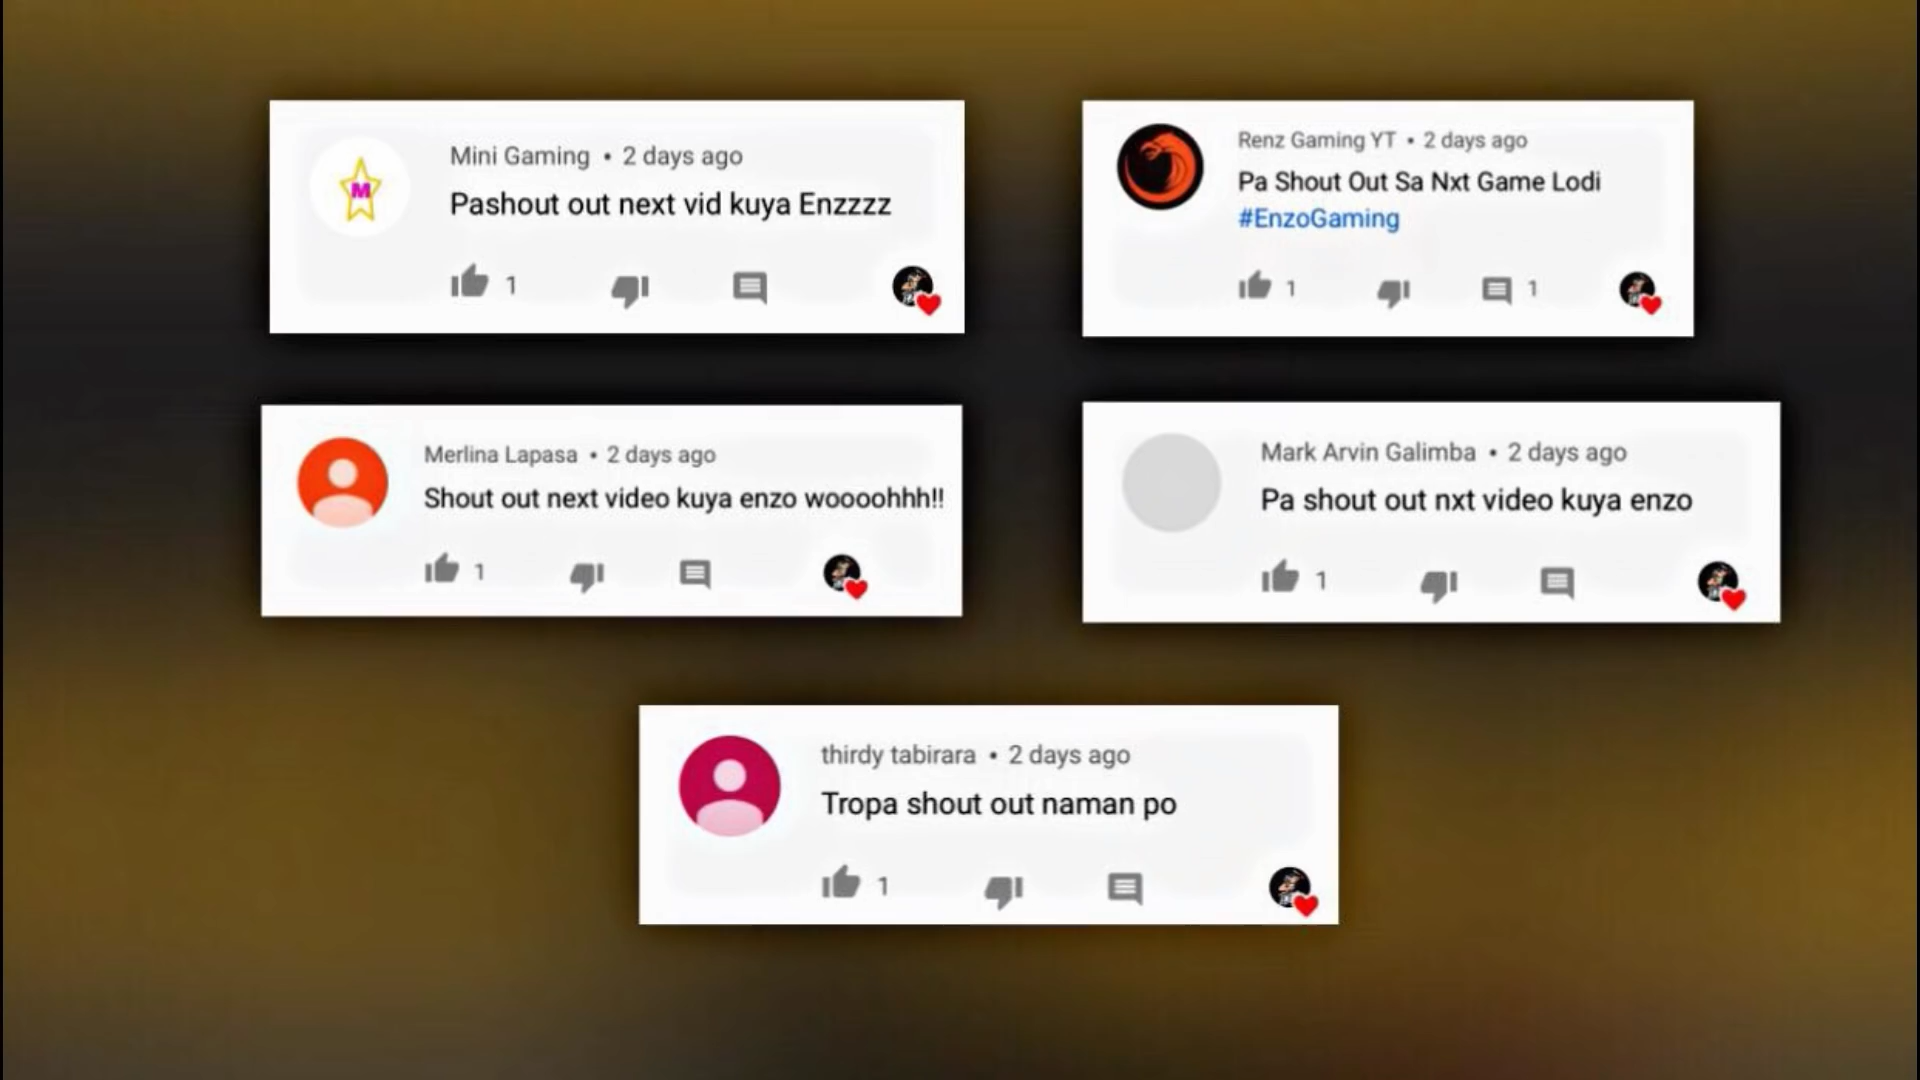 Mini Gaming • 2 days ago
Pashout out next vid kuya Enzzzz
1
Renz Gaming YT • 2 days ago
Pa Shout Out Sa Nxt Game Lodi
#EnzoGaming
1 1
Merlina Lapasa • 2 days ago
Shout out next video kuya enzo woooohhh!!
1
Mark Arvin Galimba • 2 days ago
Pa shout out nxt video kuya enzo
1
thirdy tabirara • 2 days ago
Tropa shout out naman po
1
M